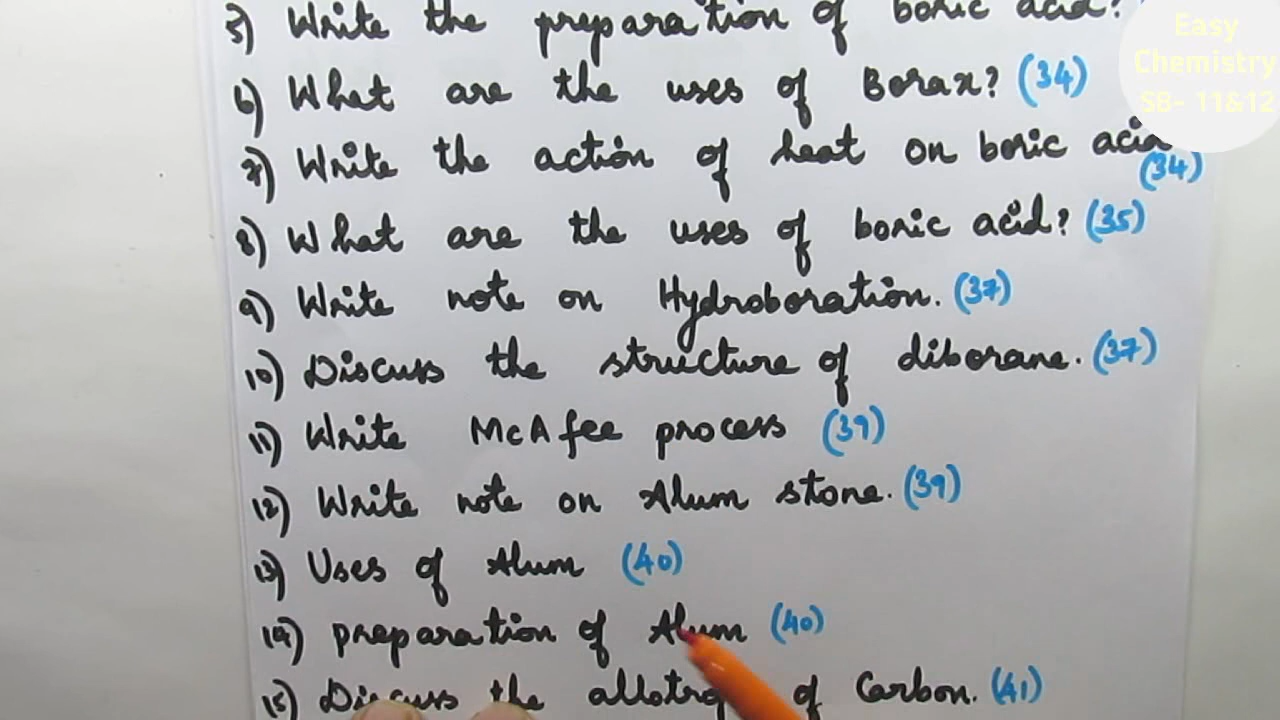 5) Write the preparation of boric acid?
6) What are the uses of Borax? (34)
7) Write the action of heat on boric acid
(34)
8) What are the uses of boric acid? (35)
9) Write note on Hydroboration. (37)
10) Discuss the structure of diborane. (37)
11) Write McAfee process (39)
12) Write note on Alum stone. (39)
13) Uses of Alum (40)
14) preparation of Alum (40)
15) Discuss the of Carbon. (41)
Easy
Chemistry
SB- 11&12